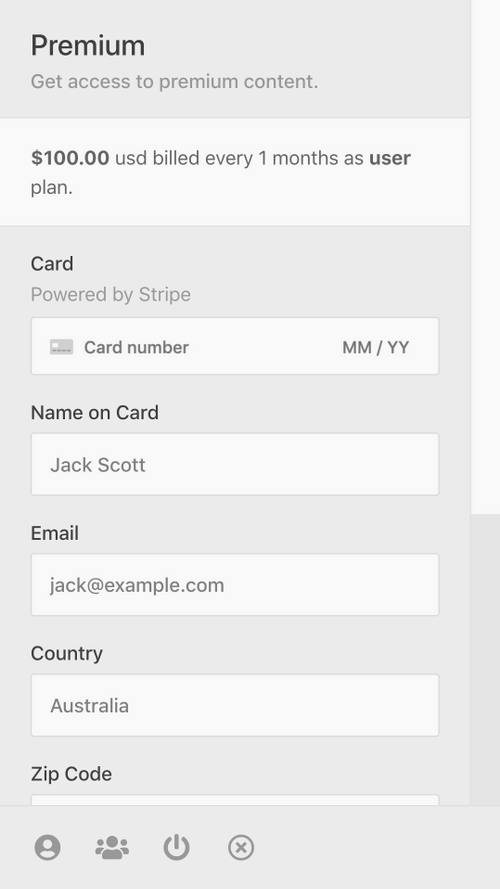 Premium
Get access to premium content.
$100.00 usd billed every 1 months as user
plan.
Card
Powered by Stripe
Card number MM / YY
Name on Card
Jack Scott
Email
jack@example.com
Country
Australia
Zip Code